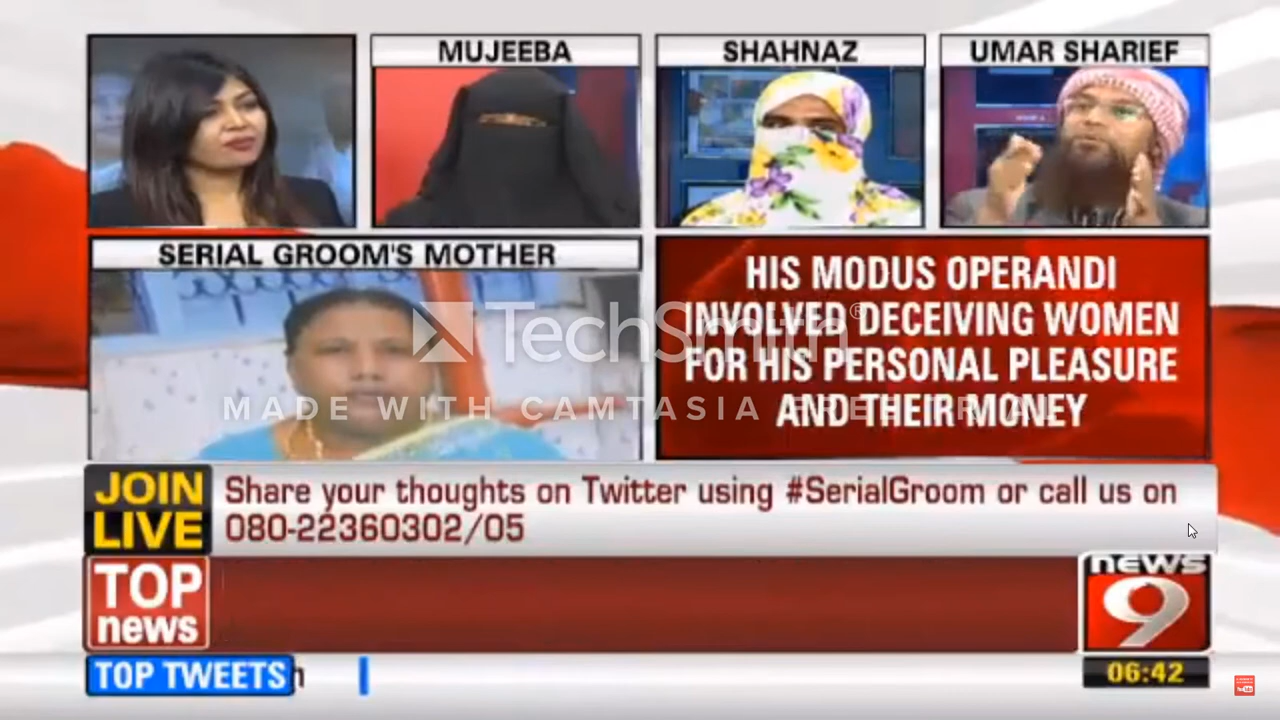 MUJEEBA
SHAHNAZ
UMAR SHARIEF
SERIAL GROOM'S MOTHER
HIS MODUS OPERANDI
INVOLVED DECEIVING WOMEN
FOR HIS PERSONAL PLEASURE
AND THEIR MONEY
TechSmith®
MADE WITH CAMTASIA FREE TRIAL
JOIN
LIVE
Share your thoughts on Twitter using #SerialGroom or call us on
080-22360302/05
TOP
news
news
9
TOP TWEETS
06:42